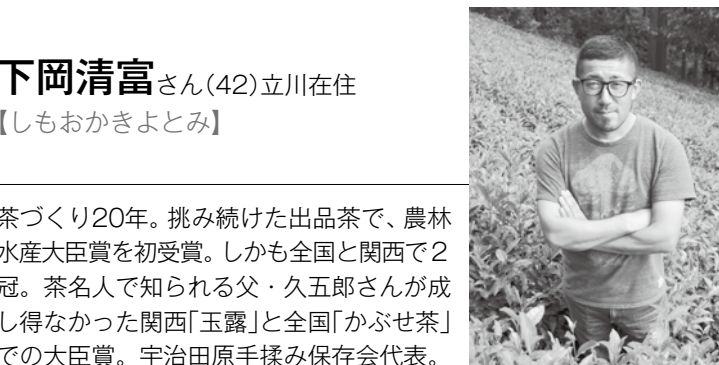 下岡清富さん(42)立川在住
【しもおかきよとみ】
茶づくり20年。挑み続けた出品茶で、農林
水産大臣賞を初受賞。しかも全国と関西で2
冠。茶名人で知られる父・久五郎さんが成
し得なかった関西「玉露」と全国「かぶせ茶」
での大臣賞。宇治田原手揉み保存会代表。